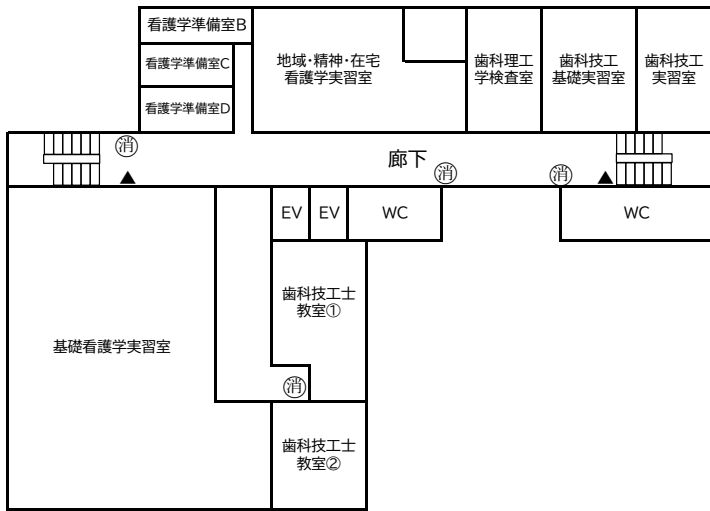 看護学準備室B
看護学準備室C
看護学準備室D
地域・精神・在宅
看護学実習室
歯科理工
学検査室
歯科技工
基礎実習室
歯科技工
実習室
消
廊下
消
消
EV
EV
WC
WC
歯科技工士
教室①
基礎看護学実習室
消
歯科技工士
教室②